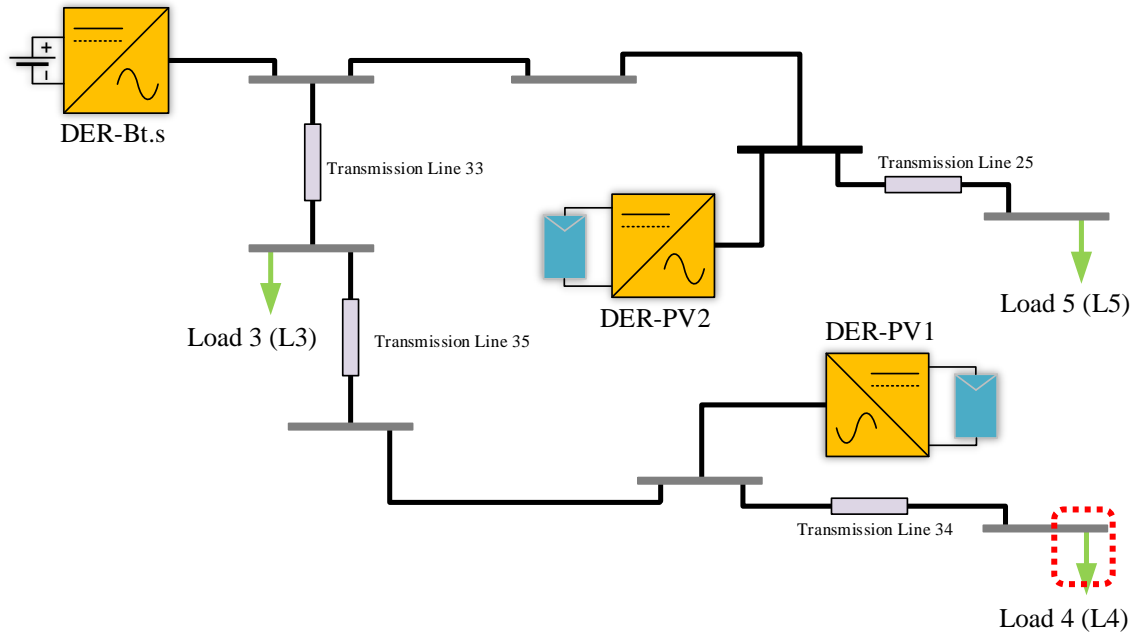 +
−
DER-Bt.s
Transmission Line 33
Transmission Line 25
DER-PV2
Load 5 (L5)
Load 3 (L3)
DER-PV1
Transmission Line 35
Transmission Line 34
Load 4 (L4)